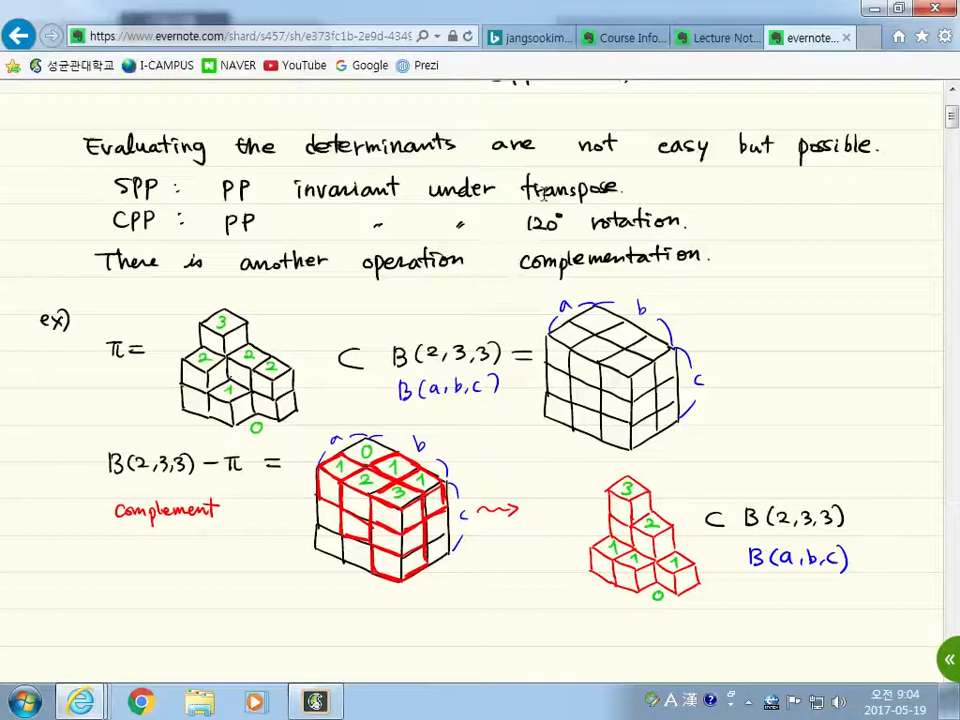 https://www.evernote.com/shard/s457/sh/e373fc1b-2e9d-4349
jangsookim...
Course Info...
Lecture Not...
evernote...
성균관대학교 I-CAMPUS NAVER YouTube Google Prezi
Evaluating the determinants are not easy but possible.
SPP : PP invariant under transpose.
CPP : PP 〃 〃 120° rotation.
There is another operation complementation.
ex)
π=
3
2 2 2
1
0
⊂ B(2,3,3) =
B(a,b,c)
a b
c
B(2,3,3) - π =
complement
a b
0
1 1
2 1
3
c
3
2
1 1 1
0
⊂ B(2,3,3)
B(a,b,c)
A 漢
오전 9:04
2017-05-19